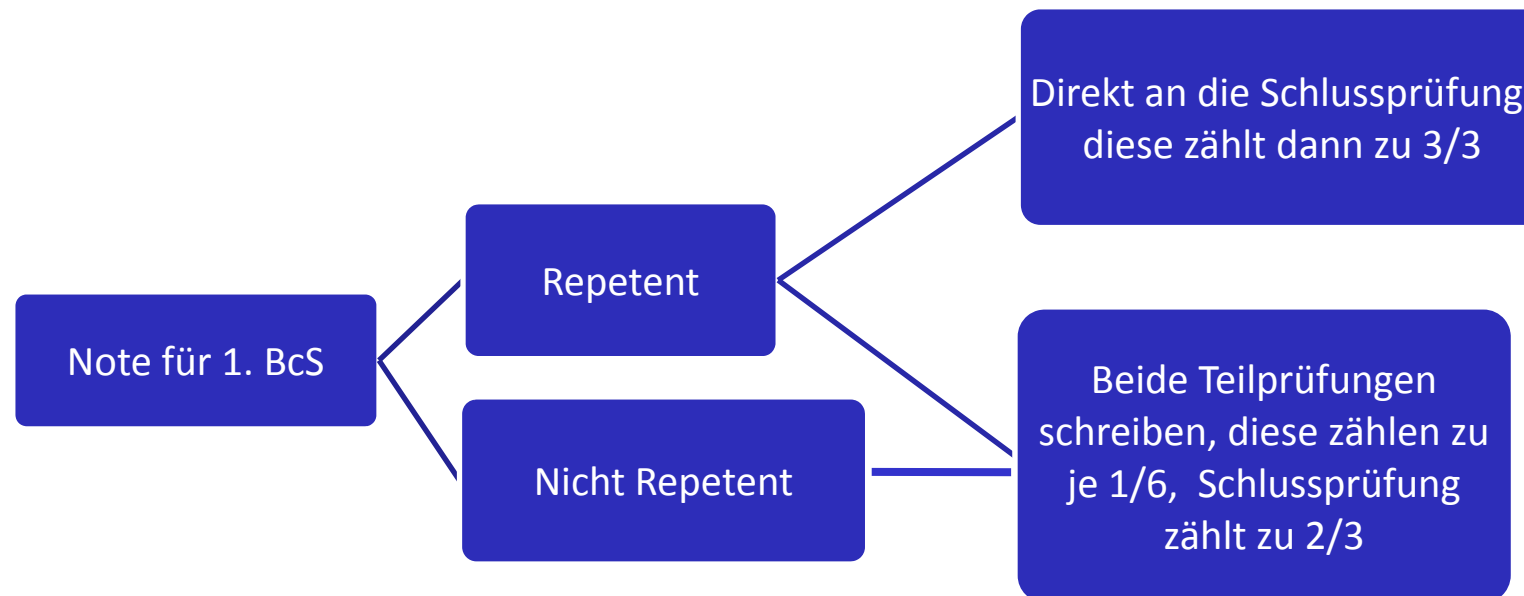 Direkt an die Schlussprüfung
diese zählt dann zu 3/3
Repetent
Note für 1. BcS
Nicht Repetent
Beide Teilprüfungen
schreiben, diese zählen zu
je 1/6,  Schlussprüfung
zählt zu 2/3